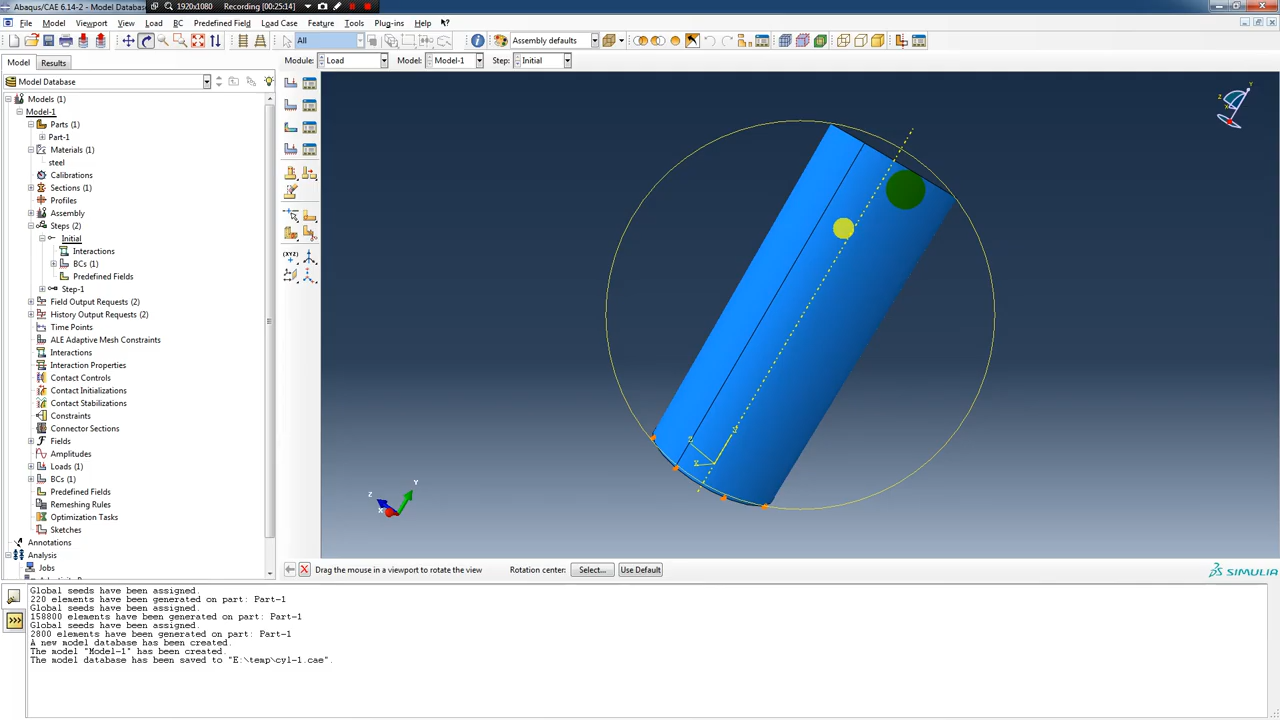 Abaqus/CAE 6.14-2 - Model Databas
1920x1080 Recording [00:25:14]
File Model Viewport View Load BC Predefined Field Load Case Feature Tools Plug-ins Help
All Assembly defaults
Module: Load Model: Model-1 Step: Initial
Model Results
Model Database
Models (1)
Model-1
Parts (1)
Part-1
Materials (1)
steel
Calibrations
Sections (1)
Profiles
Assembly
Steps (2)
Initial
Interactions
BCs (1)
Predefined Fields
Step-1
Field Output Requests (2)
History Output Requests (2)
Time Points
ALE Adaptive Mesh Constraints
Interactions
Interaction Properties
Contact Controls
Contact Initializations
Contact Stabilizations
Constraints
Connector Sections
Fields
Amplitudes
Loads (1)
BCs (1)
Predefined Fields
Remeshing Rules
Optimization Tasks
Sketches
Annotations
Analysis
Jobs
(XYZ)
Z Y X
Drag the mouse in a viewport to rotate the view Rotation center: Select... Use Default
SIMULIA
Global seeds have been assigned.
220 elements have been generated on part: Part-1
Global seeds have been assigned.
158800 elements have been generated on part: Part-1
Global seeds have been assigned.
2800 elements have been generated on part: Part-1
A new model database has been created.
The model "Model-1" has been created.
The model database has been saved to "E:\temp\cyl-1.cae".